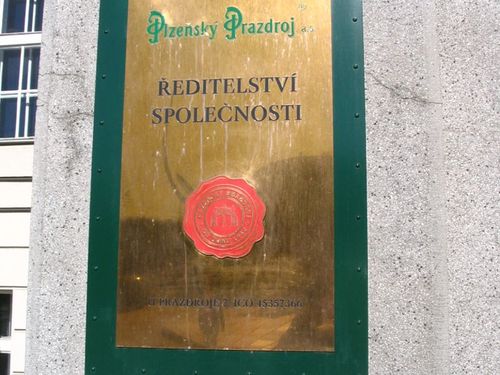 Plzeňský Prazdroj a.s.
ŘEDITELSTVÍ
SPOLEČNOSTI
U PRAZDROJE 7 IČO 45357366